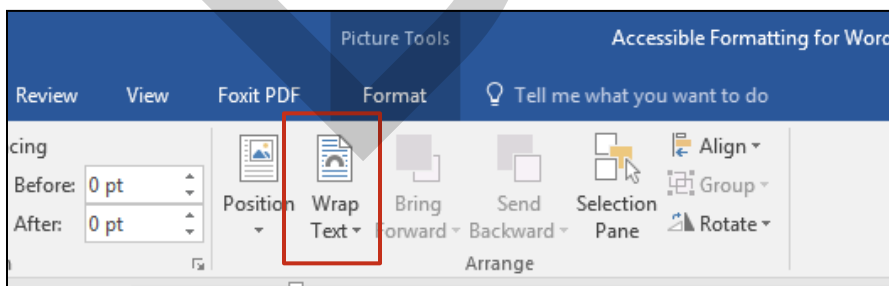 Picture Tools Accessible Formatting for Word
Review View Foxit PDF Format Tell me what you want to do
cing
Before: 0 pt
After: 0 pt
Position
Wrap Text
Bring Forward
Send Backward
Selection Pane
Align
Group
Rotate
Arrange